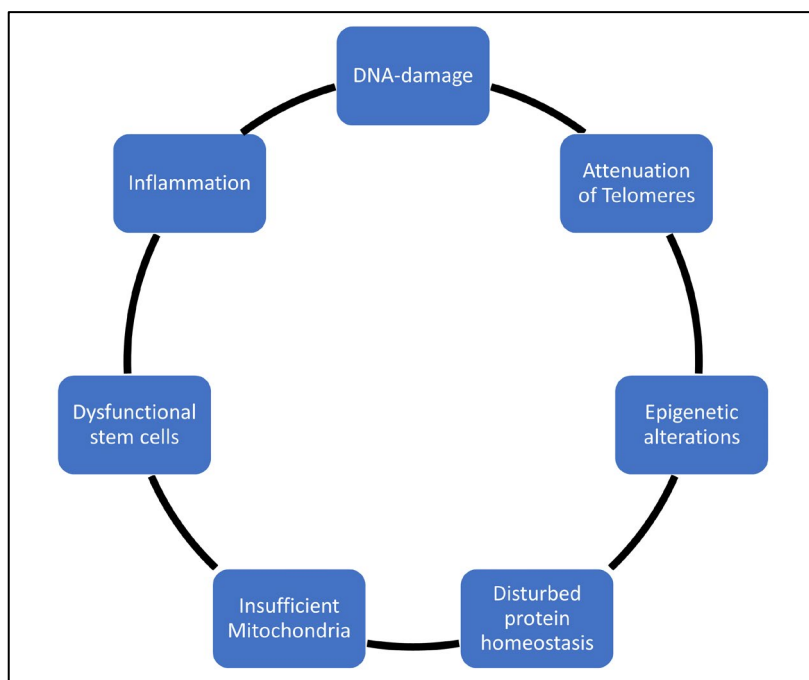 DNA-damage
Attenuation
of Telomeres
Epigenetic
alterations
Disturbed
protein
homeostasis
Insufficient
Mitochondria
Dysfunctional
stem cells
Inflammation